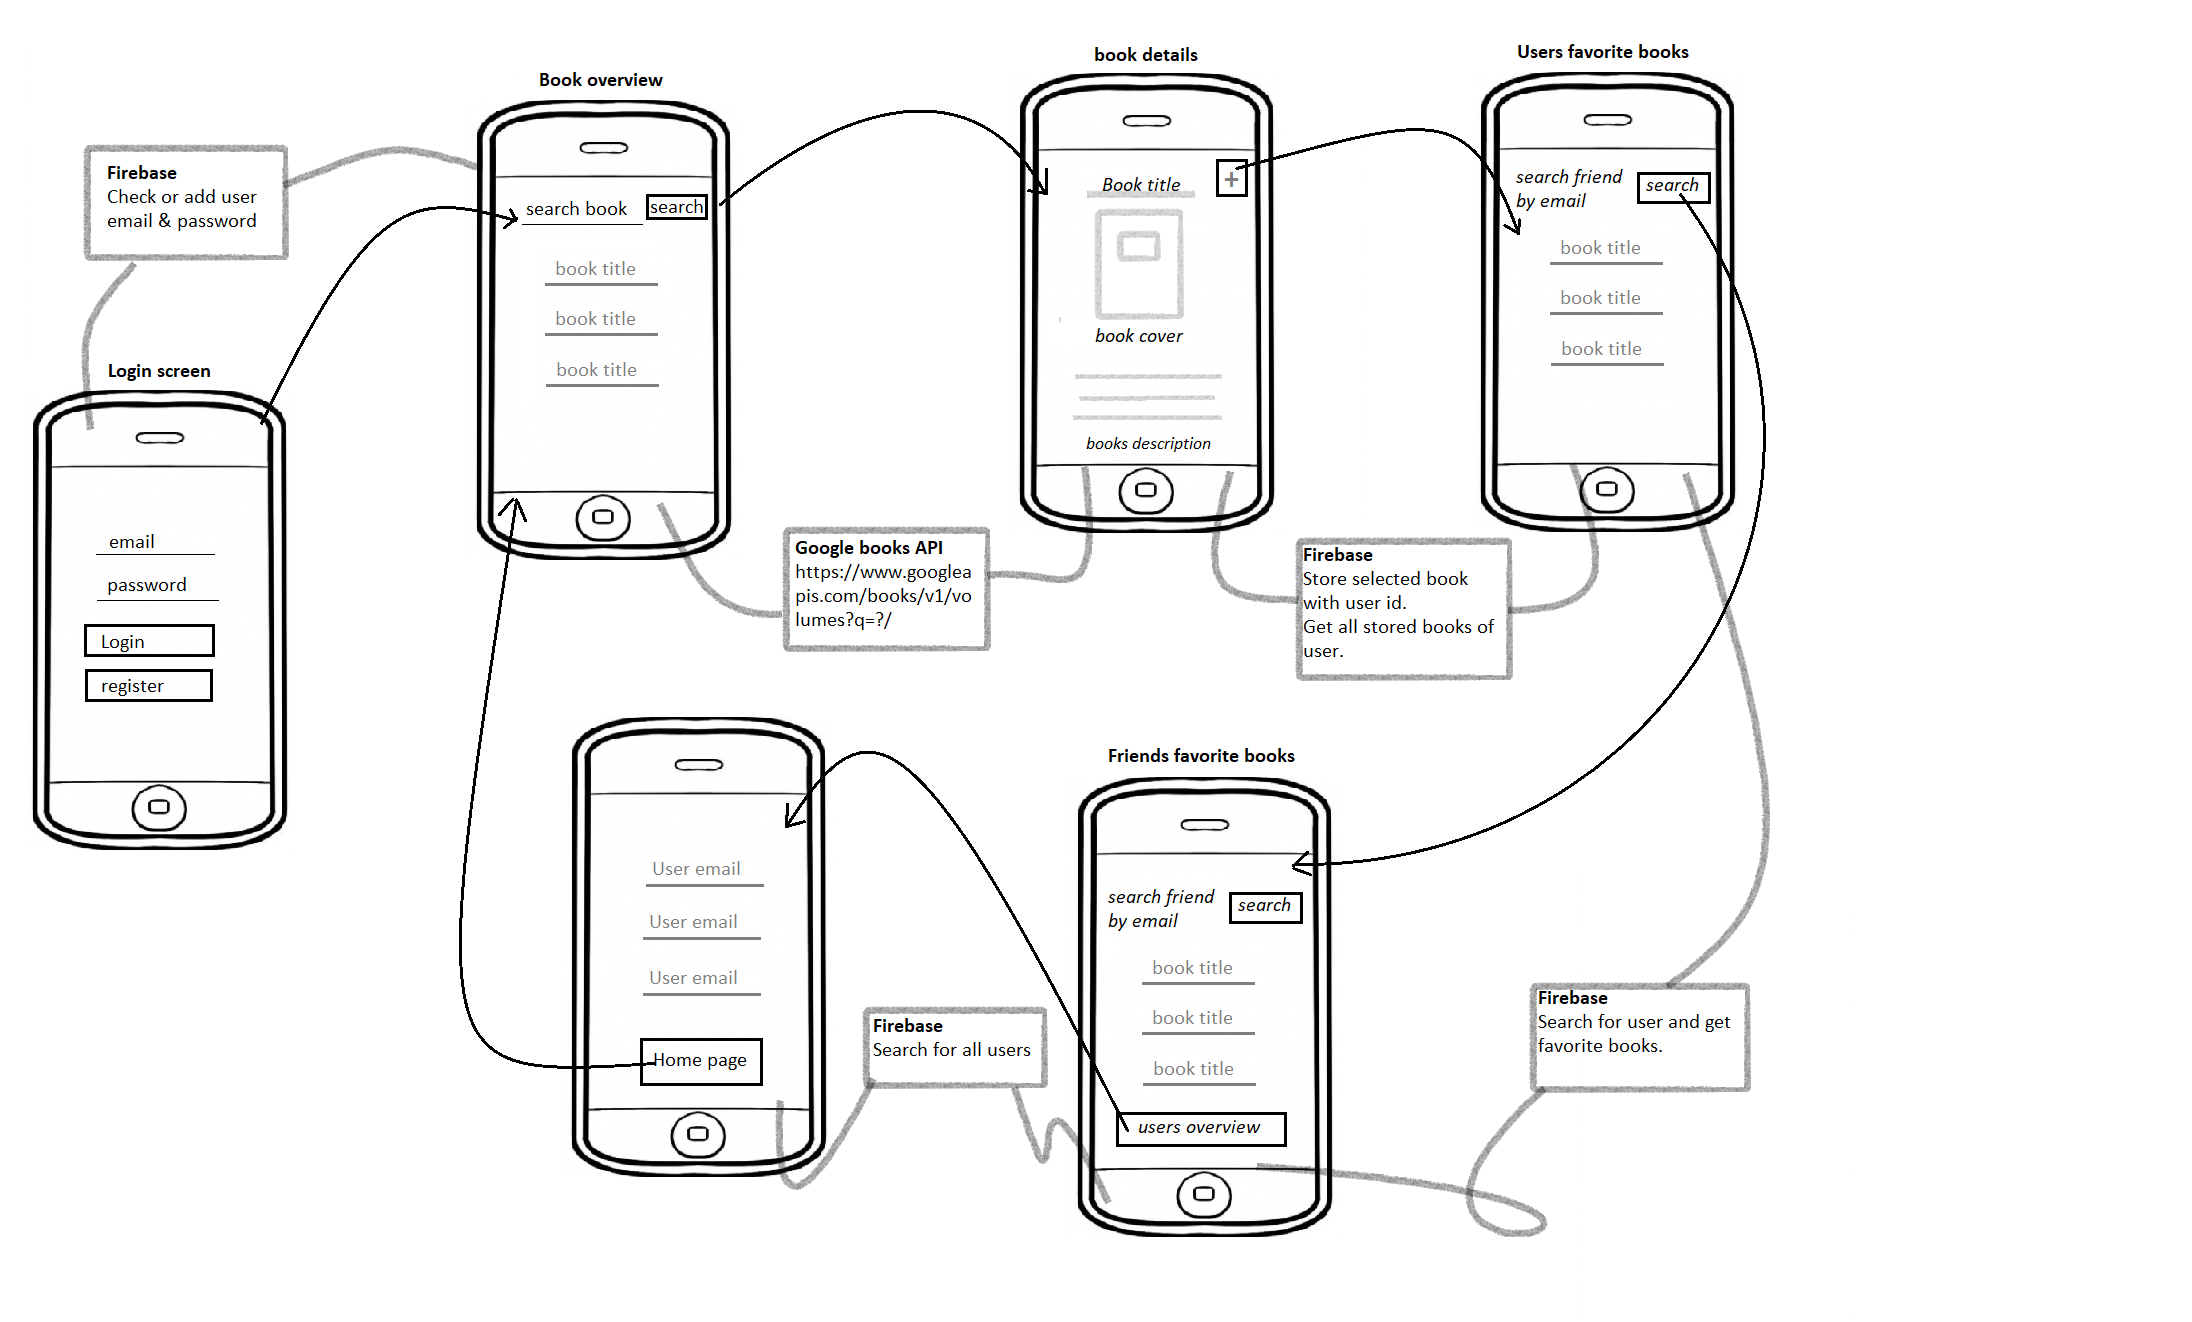 Login screen
email
password
Login
register
Firebase
Check or add user
email & password
Book overview
search book
search
book title
book title
book title
Google books API
https://www.googlea
pis.com/books/v1/vo
lumes?q=?/
book details
Book title
+
book cover
books description
Firebase
Store selected book
with user id.
Get all stored books of
user.
Users favorite books
search friend
by email
search
book title
book title
book title
Firebase
Search for user and get
favorite books.
Friends favorite books
search friend
by email
search
book title
book title
book title
users overview
Firebase
Search for all users
User email
User email
User email
Home page